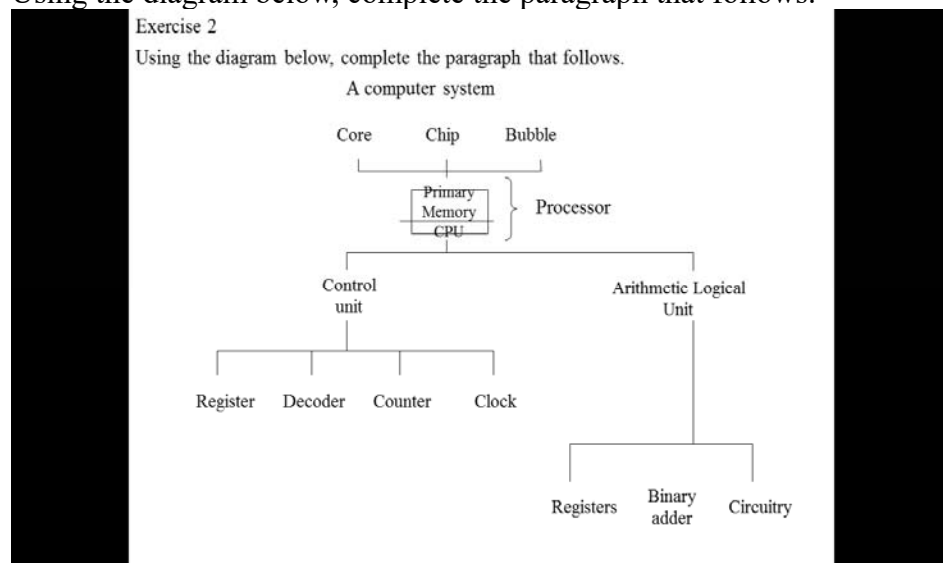 Using the diagram below, complete the paragraph that follows.
Exercise 2
Using the diagram below, complete the paragraph that follows.
A computer system
Core Chip Bubble
Primary
Memory
CPU
Processor
Control
unit
Arithmetic Logical
Unit
Register Decoder Counter Clock
Registers Binary
adder Circuitry